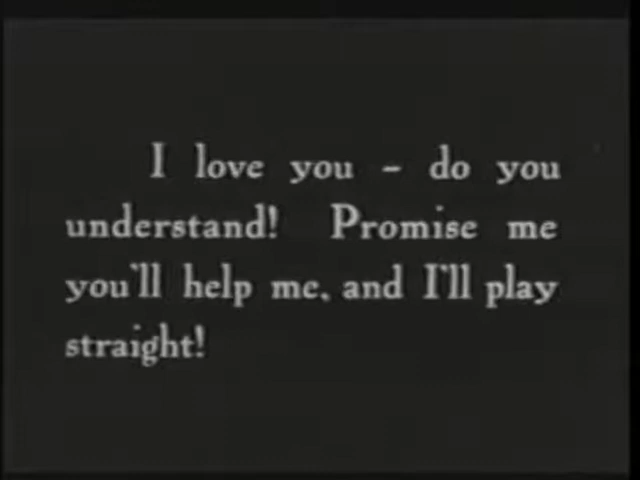 I love you - do you
understand! Promise me
you'll help me, and I'll play
straight!